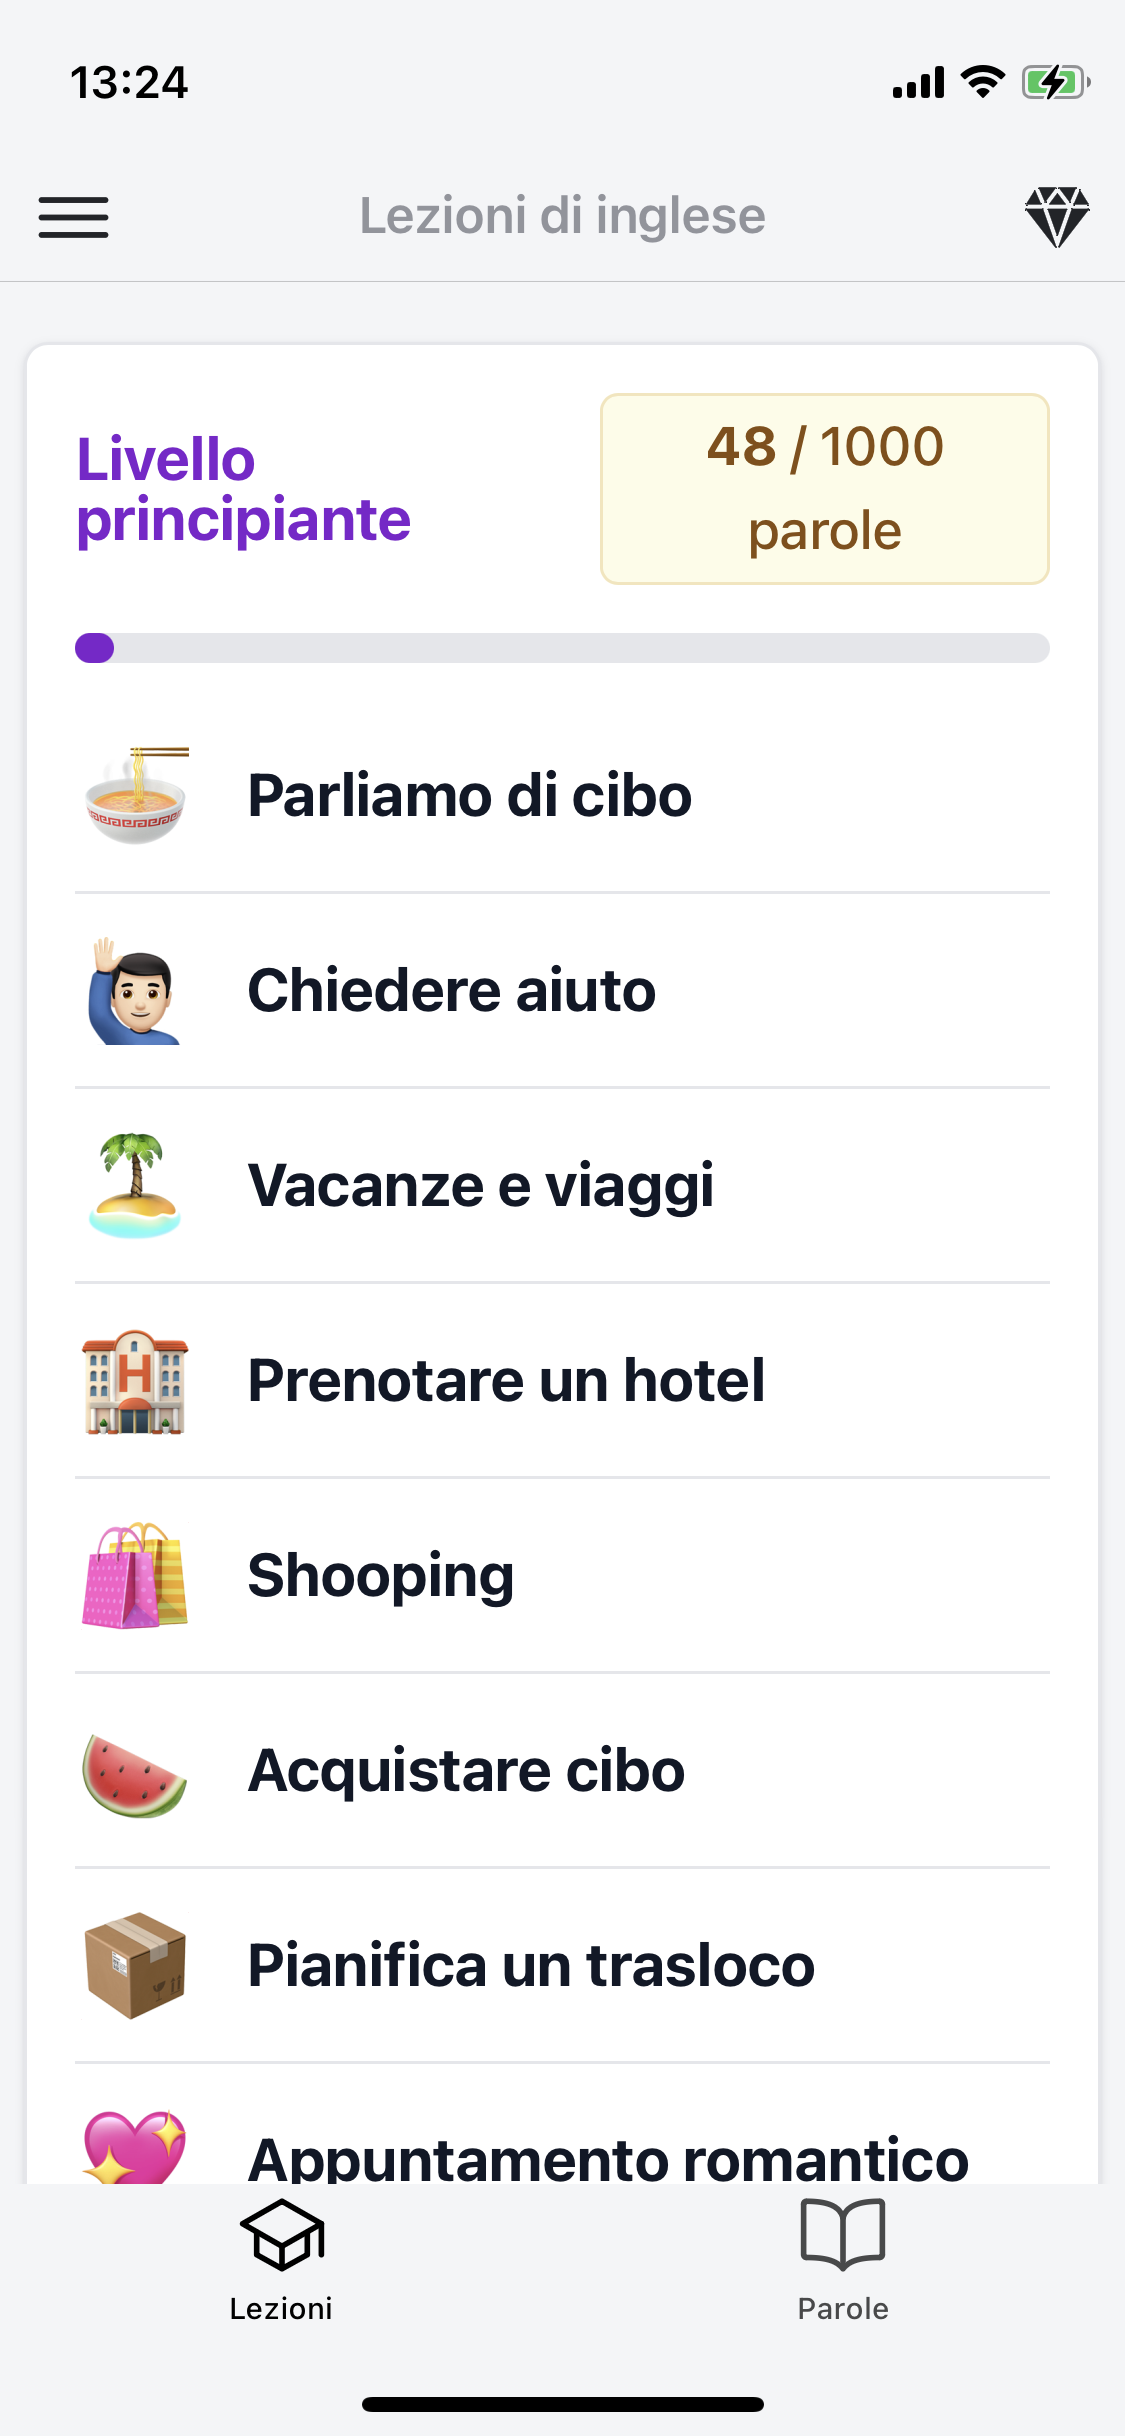 13:24
Lezioni di inglese
Livello
principiante
48 / 1000
parole
Parliamo di cibo
Chiedere aiuto
Vacanze e viaggi
H
Prenotare un hotel
Shooping
Acquistare cibo
Pianifica un trasloco
Appuntamento romantico
Lezioni
Parole